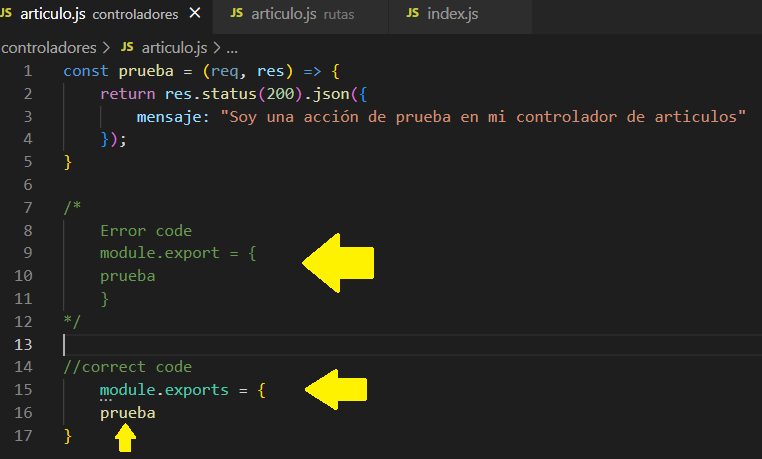 JS articulo.js controladores × JS articulo.js rutas JS index.js
controladores > JS articulo.js > ...
1 const prueba = (req, res) => {
2 return res.status(200).json({
3 mensaje: "Soy una acción de prueba en mi controlador de articulos"
4 });
5 }
6
7 /*
8 Error code
9 module.export = {
10 prueba
11 }
12 */
13
14 //correct code
15 module.exports = {
16 prueba
17 }